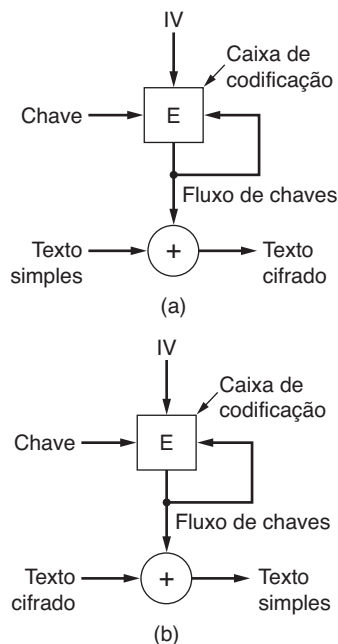 IV
Caixa de
codificação
Chave
E
Fluxo de chaves
Texto
simples
+
Texto
cifrado
(a)
IV
Caixa de
codificação
Chave
E
Fluxo de chaves
Texto
cifrado
+
Texto
simples
(b)